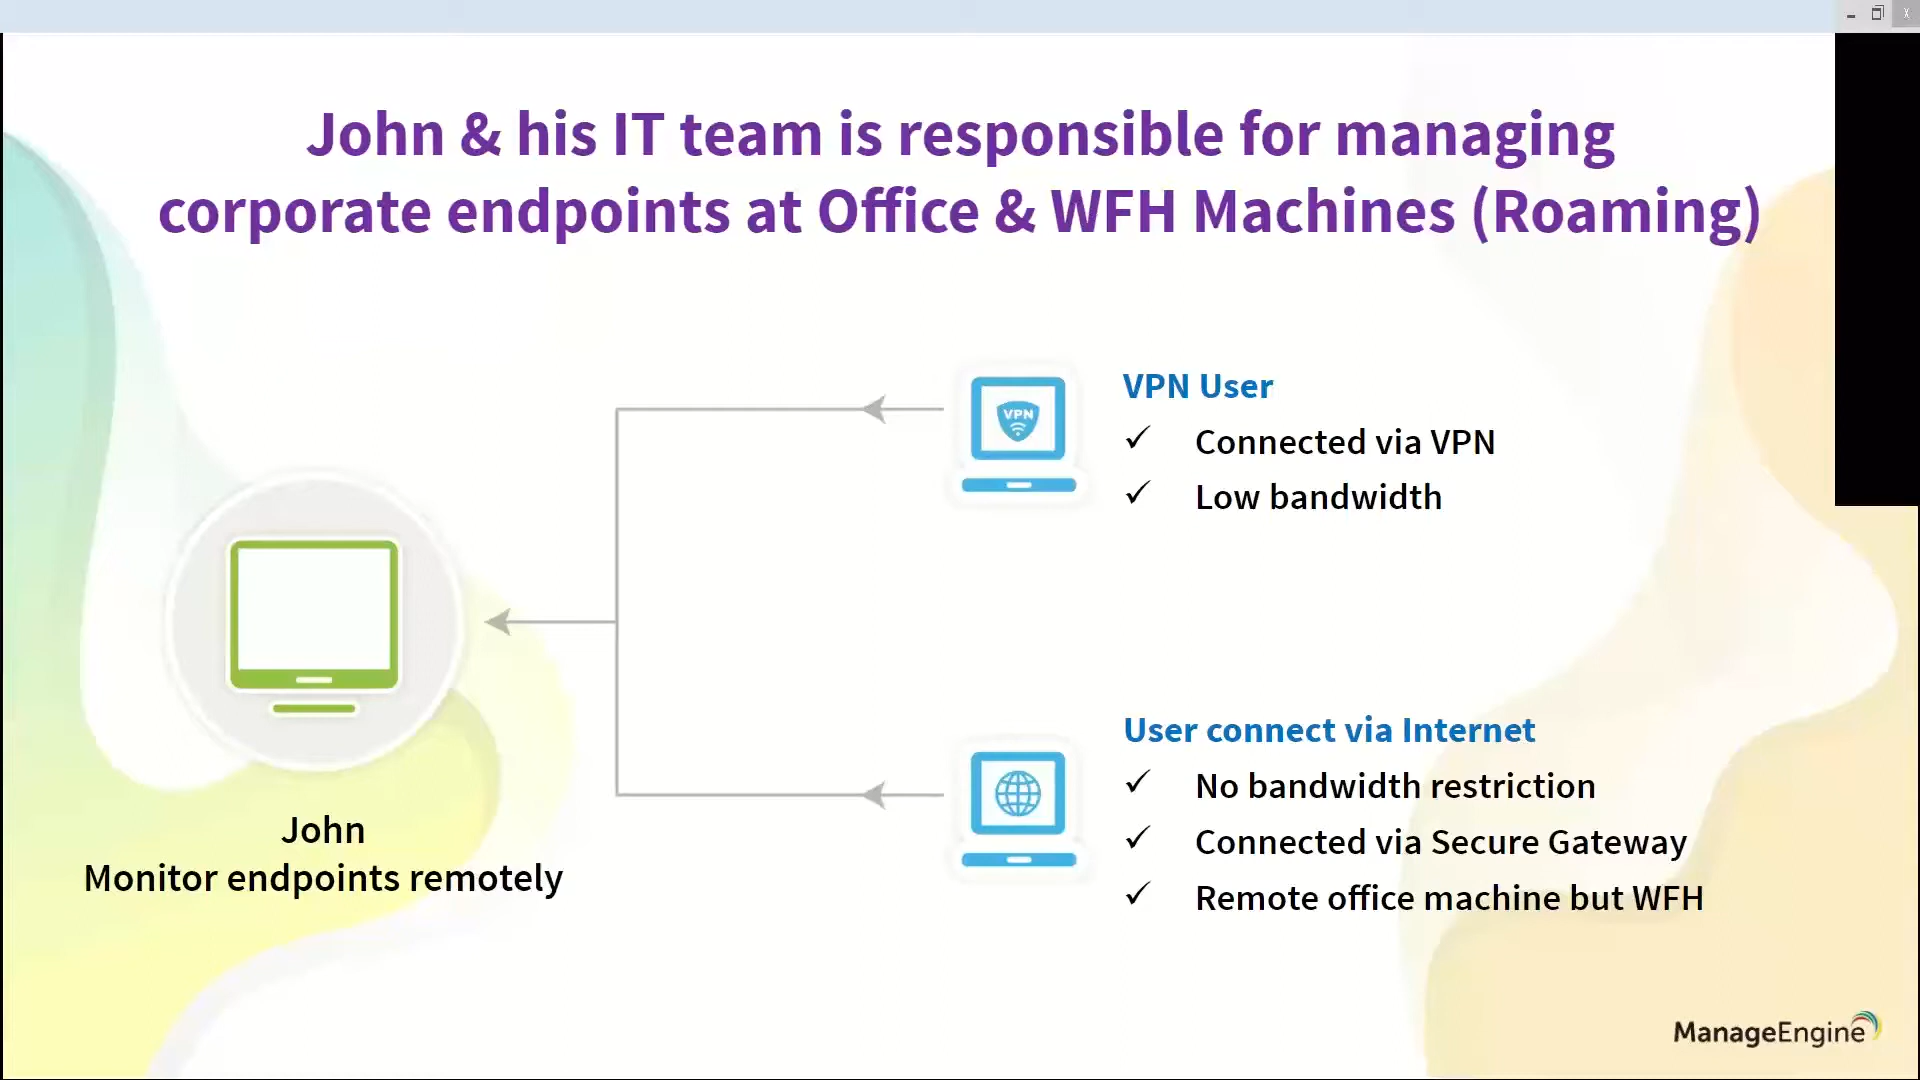 John & his IT team is responsible for managing
corporate endpoints at Office & WFH Machines (Roaming)
VPN User
VPN
Connected via VPN
Low bandwidth
User connect via Internet
No bandwidth restriction
Connected via Secure Gateway
Remote office machine but WFH
John
Monitor endpoints remotely
ManageEngine